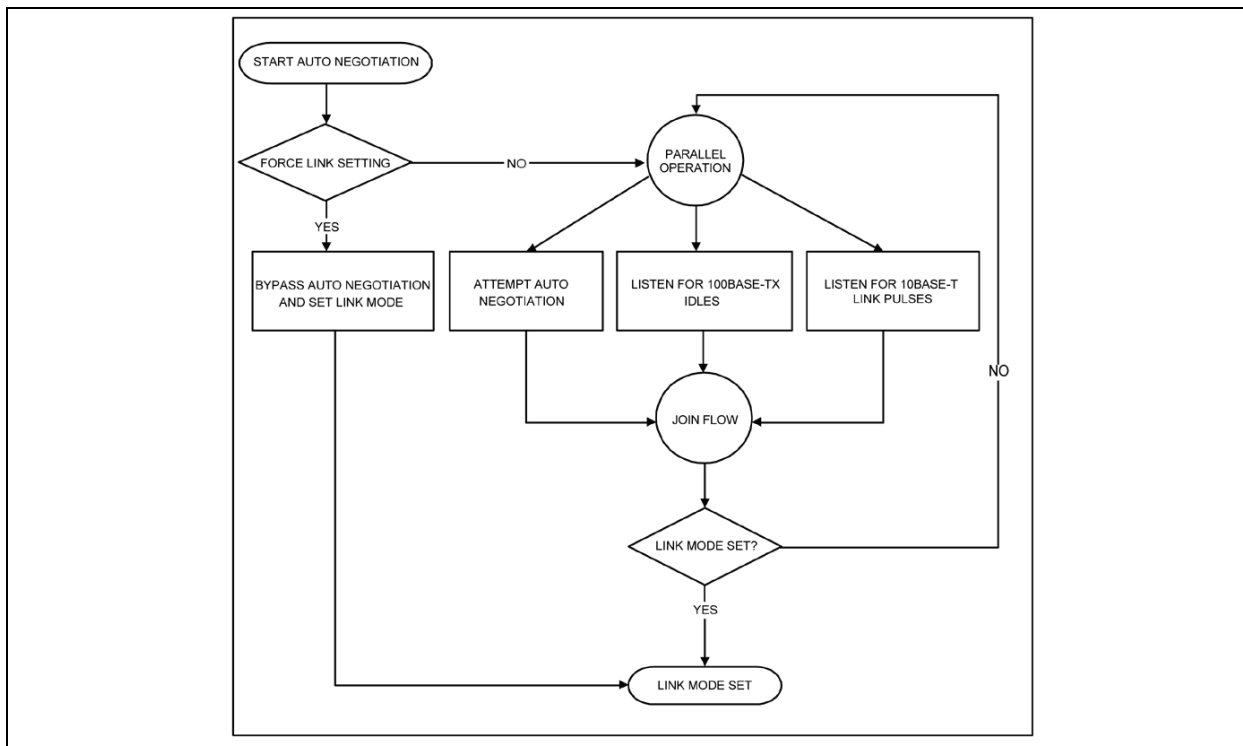 START AUTO NEGOTIATION
FORCE LINK SETTING
NO
PARALLEL
OPERATION
YES
BYPASS AUTO NEGOTIATION
AND SET LINK MODE
ATTEMPT AUTO
NEGOTIATION
LISTEN FOR 100BASE-TX
IDLES
LISTEN FOR 10BASE-T
LINK PULSES
NO
JOIN FLOW
LINK MODE SET?
YES
LINK MODE SET